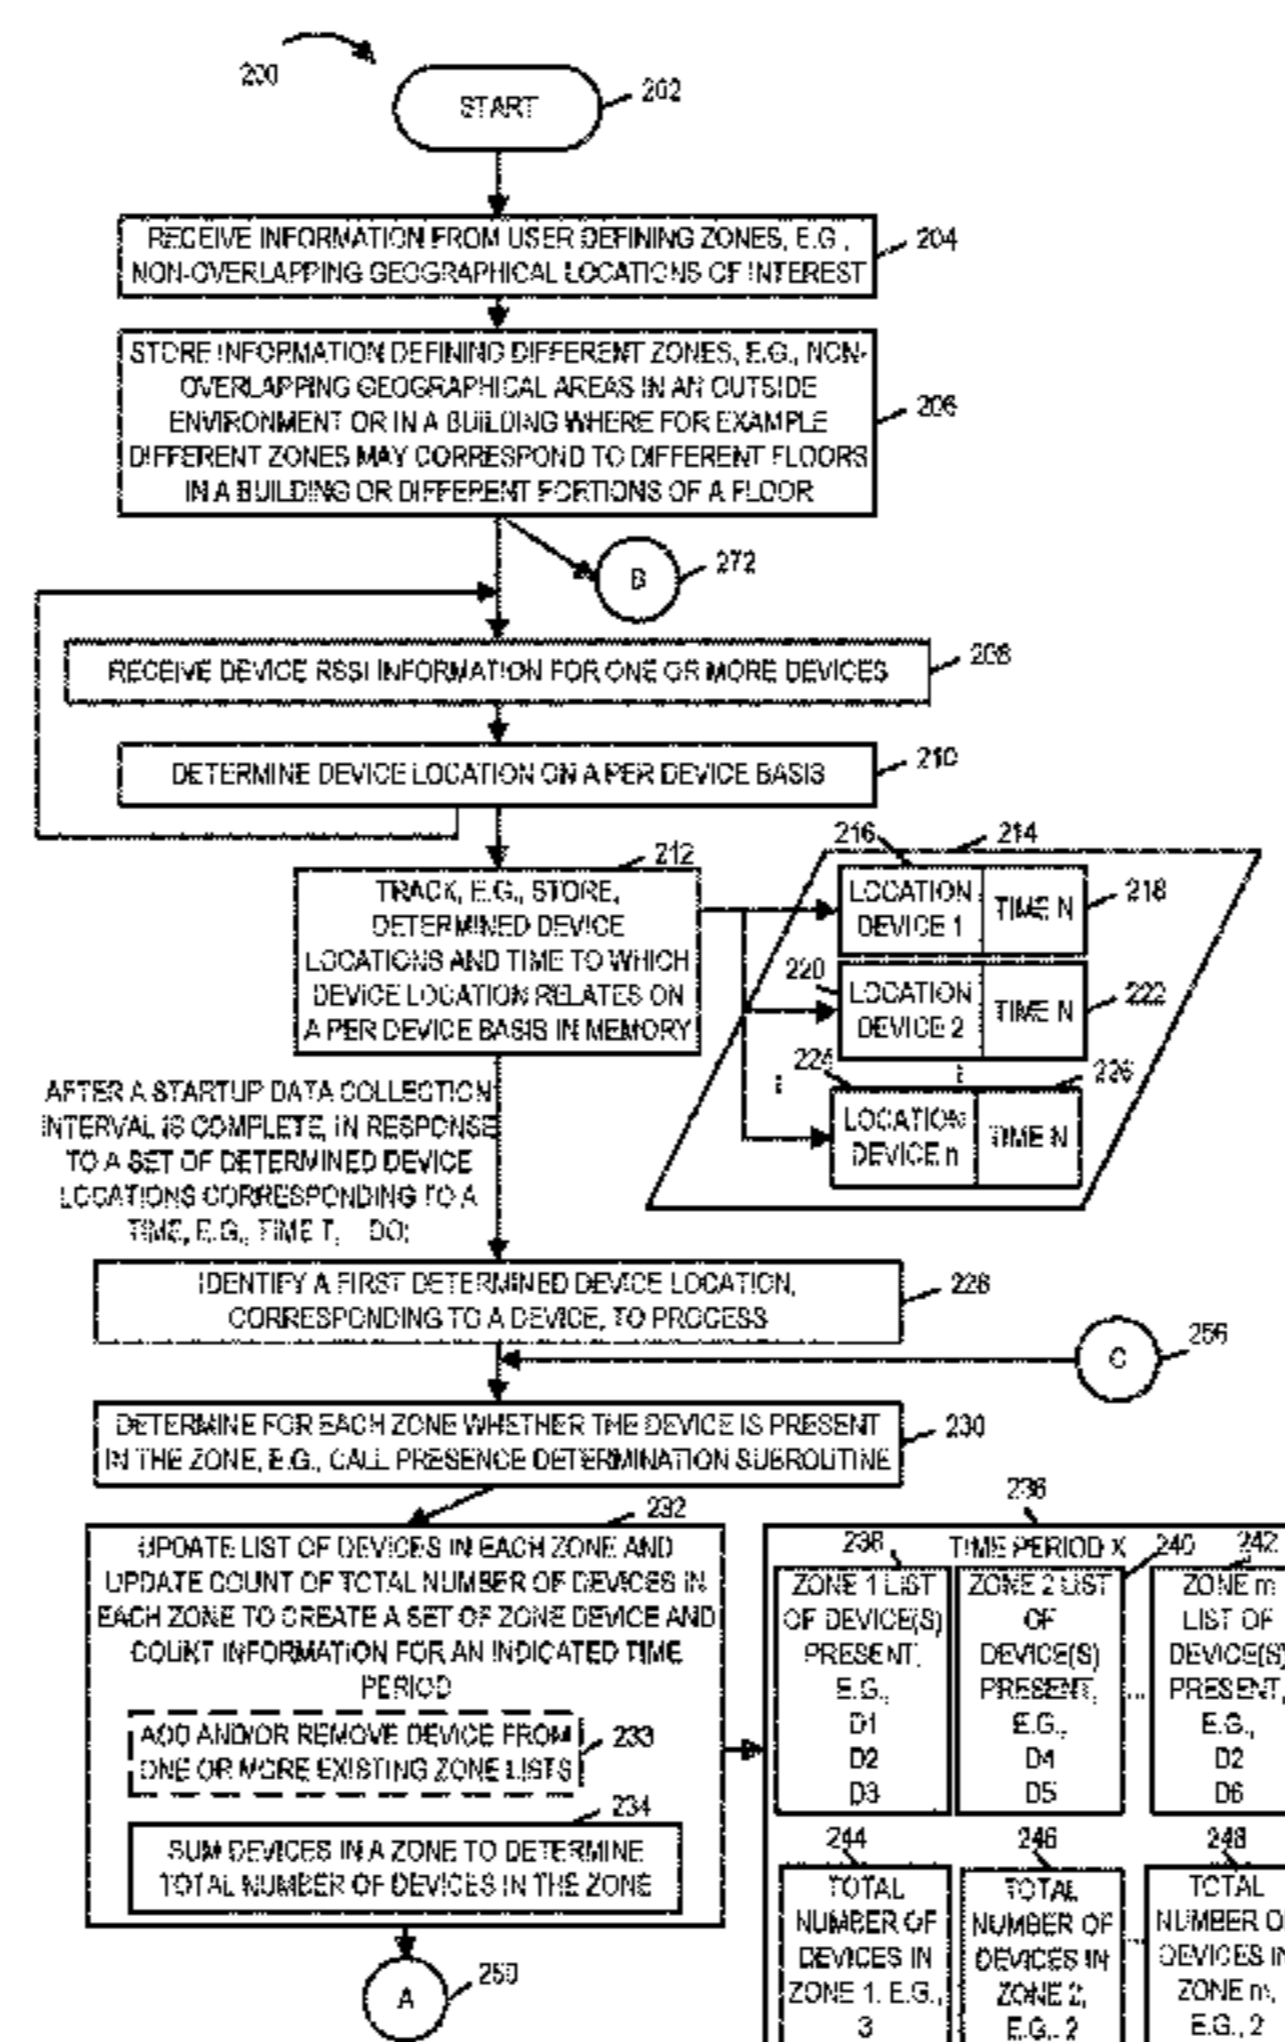 200
START
202
RECEIVE INFORMATION FROM USER DEFINING ZONES, E.G.,
NON-OVERLAPPING GEOGRAPHICAL LOCATIONS OF INTEREST
204
STORE INFORMATION DEFINING DIFFERENT ZONES, E.G., NON-
OVERLAPPING GEOGRAPHICAL AREAS IN AN OUTSIDE
ENVIRONMENT OR IN A BUILDING WHERE FOR EXAMPLE
DIFFERENT ZONES MAY CORRESPOND TO DIFFERENT FLOORS
IN A BUILDING OR DIFFERENT PORTIONS OF A FLOOR
206
B
272
RECEIVE DEVICE RSSI INFORMATION FOR ONE OR MORE DEVICES
208
DETERMINE DEVICE LOCATION ON A PER DEVICE BASIS
210
212
TRACK, E.G., STORE,
DETERMINED DEVICE
LOCATIONS AND TIME TO WHICH
DEVICE LOCATION RELATES ON
A PER DEVICE BASIS IN MEMORY
216
214
LOCATION
DEVICE 1
TIME N
218
220
LOCATION
DEVICE 2
TIME N
222
224
226
LOCATION
DEVICE n
TIME N
AFTER A STARTUP DATA COLLECTION
INTERVAL IS COMPLETE, IN RESPONSE
TO A SET OF DETERMINED DEVICE
LOCATIONS CORRESPONDING TO A
TIME, E.G., TIME T, DO:
IDENTIFY A FIRST DETERMINED DEVICE LOCATION,
CORRESPONDING TO A DEVICE, TO PROCESS
228
C
256
DETERMINE FOR EACH ZONE WHETHER THE DEVICE IS PRESENT
IN THE ZONE, E.G., CALL PRESENCE DETERMINATION SUBROUTINE
230
232
UPDATE LIST OF DEVICES IN EACH ZONE AND
UPDATE COUNT OF TOTAL NUMBER OF DEVICES IN
EACH ZONE TO CREATE A SET OF ZONE DEVICE AND
COUNT INFORMATION FOR AN INDICATED TIME
PERIOD
ADD AND/OR REMOVE DEVICE FROM
ONE OR MORE EXISTING ZONE LISTS
233
234
SUM DEVICES IN A ZONE TO DETERMINE
TOTAL NUMBER OF DEVICES IN THE ZONE
A
250
236
TIME PERIOD X
238
ZONE 1 LIST
OF DEVICE(S)
PRESENT,
E.G.,
D1
D2
D3
240
ZONE 2 LIST
OF
DEVICE(S)
PRESENT,
E.G.,
D4
D5
...
242
ZONE m
LIST OF
DEVICE(S)
PRESENT,
E.G.,
D2
D6
244
TOTAL
NUMBER OF
DEVICES IN
ZONE 1, E.G.,
3
246
TOTAL
NUMBER OF
DEVICES IN
ZONE 2,
E.G., 2
...
248
TOTAL
NUMBER OF
DEVICES IN
ZONE m,
E.G., 2